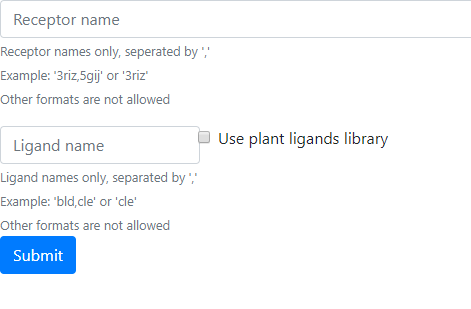 Receptor name
Receptor names only, seperated by ','
Example: '3riz,5gij' or '3riz'
Other formats are not allowed
Ligand name Use plant ligands library
Ligand names only, separated by ','
Example: 'bld,cle' or 'cle'
Other formats are not allowed
Submit